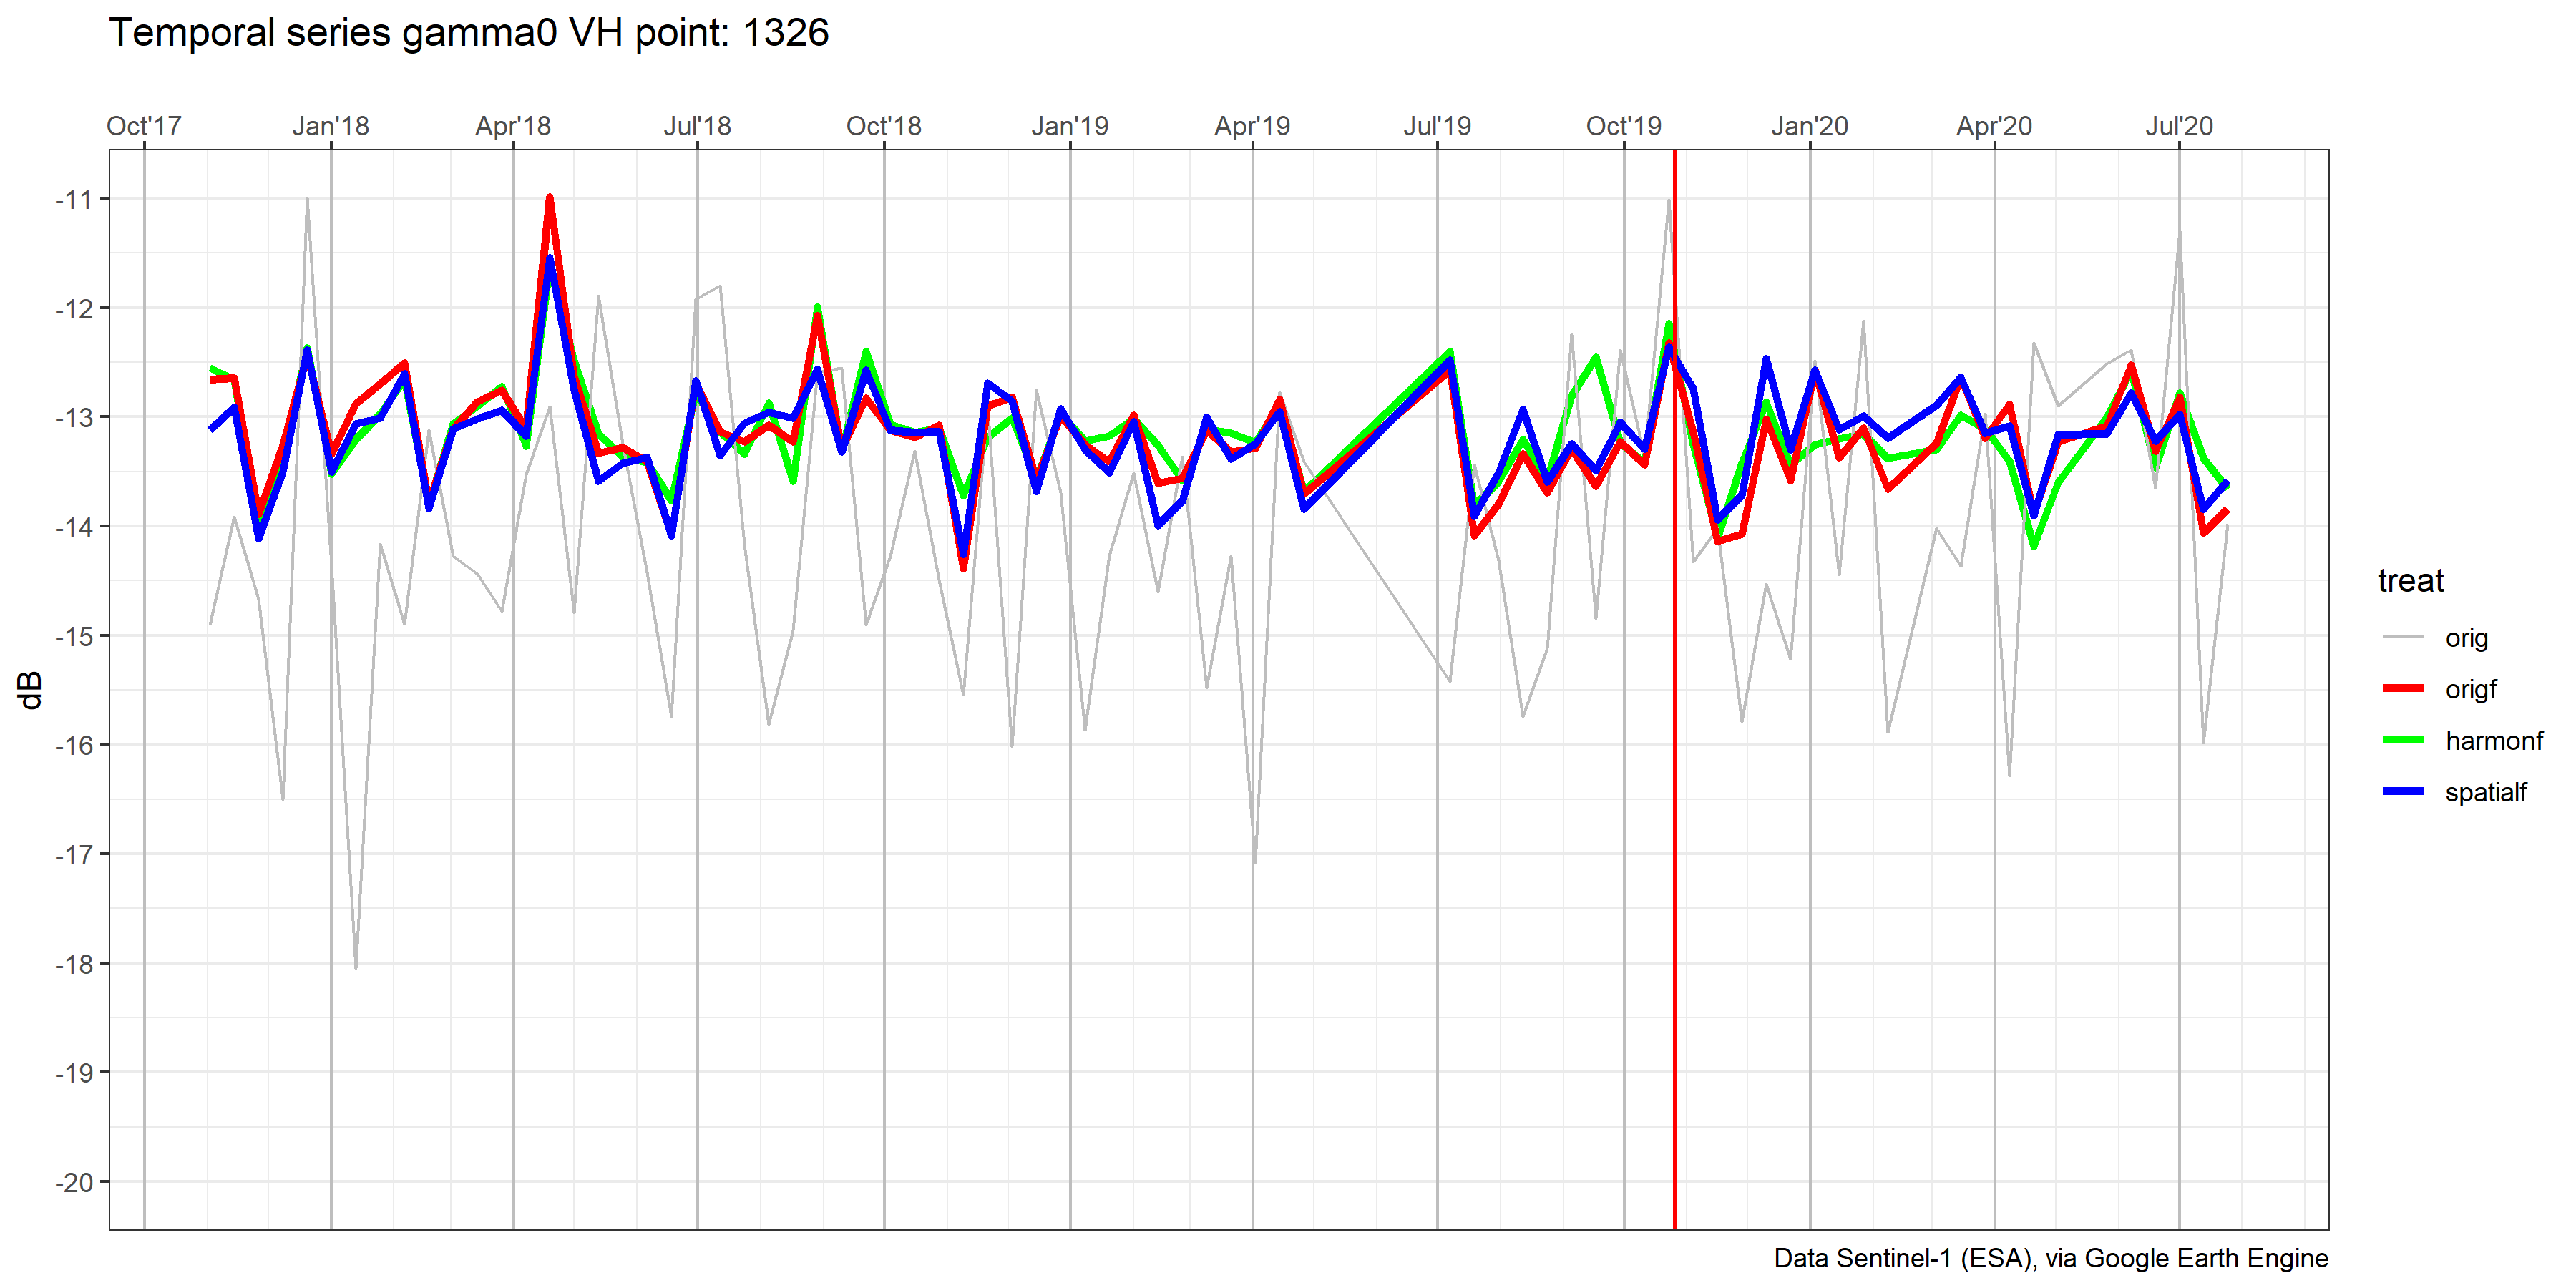 Temporal series gamma0 VH point: 1326
Oct'17 Jan'18 Apr'18 Jul'18 Oct'18 Jan'19 Apr'19 Jul'19 Oct'19 Jan'20 Apr'20 Jul'20
-11
-12
-13
-14
-15
-16
-17
-18
-19
-20
dB
treat
orig
origf
harmonf
spatialf
Data Sentinel-1 (ESA), via Google Earth Engine